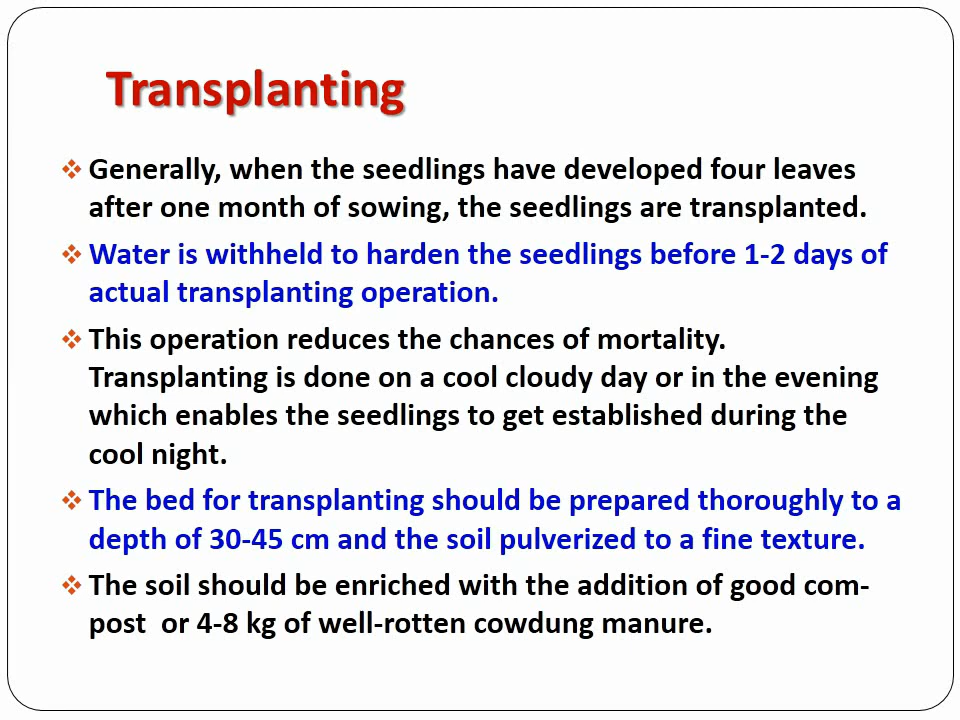 Transplanting
Generally, when the seedlings have developed four leaves
after one month of sowing, the seedlings are transplanted.
Water is withheld to harden the seedlings before 1-2 days of
actual transplanting operation.
This operation reduces the chances of mortality.
Transplanting is done on a cool cloudy day or in the evening
which enables the seedlings to get established during the
cool night.
The bed for transplanting should be prepared thoroughly to a
depth of 30-45 cm and the soil pulverized to a fine texture.
The soil should be enriched with the addition of good com-
post  or 4-8 kg of well-rotten cowdung manure.